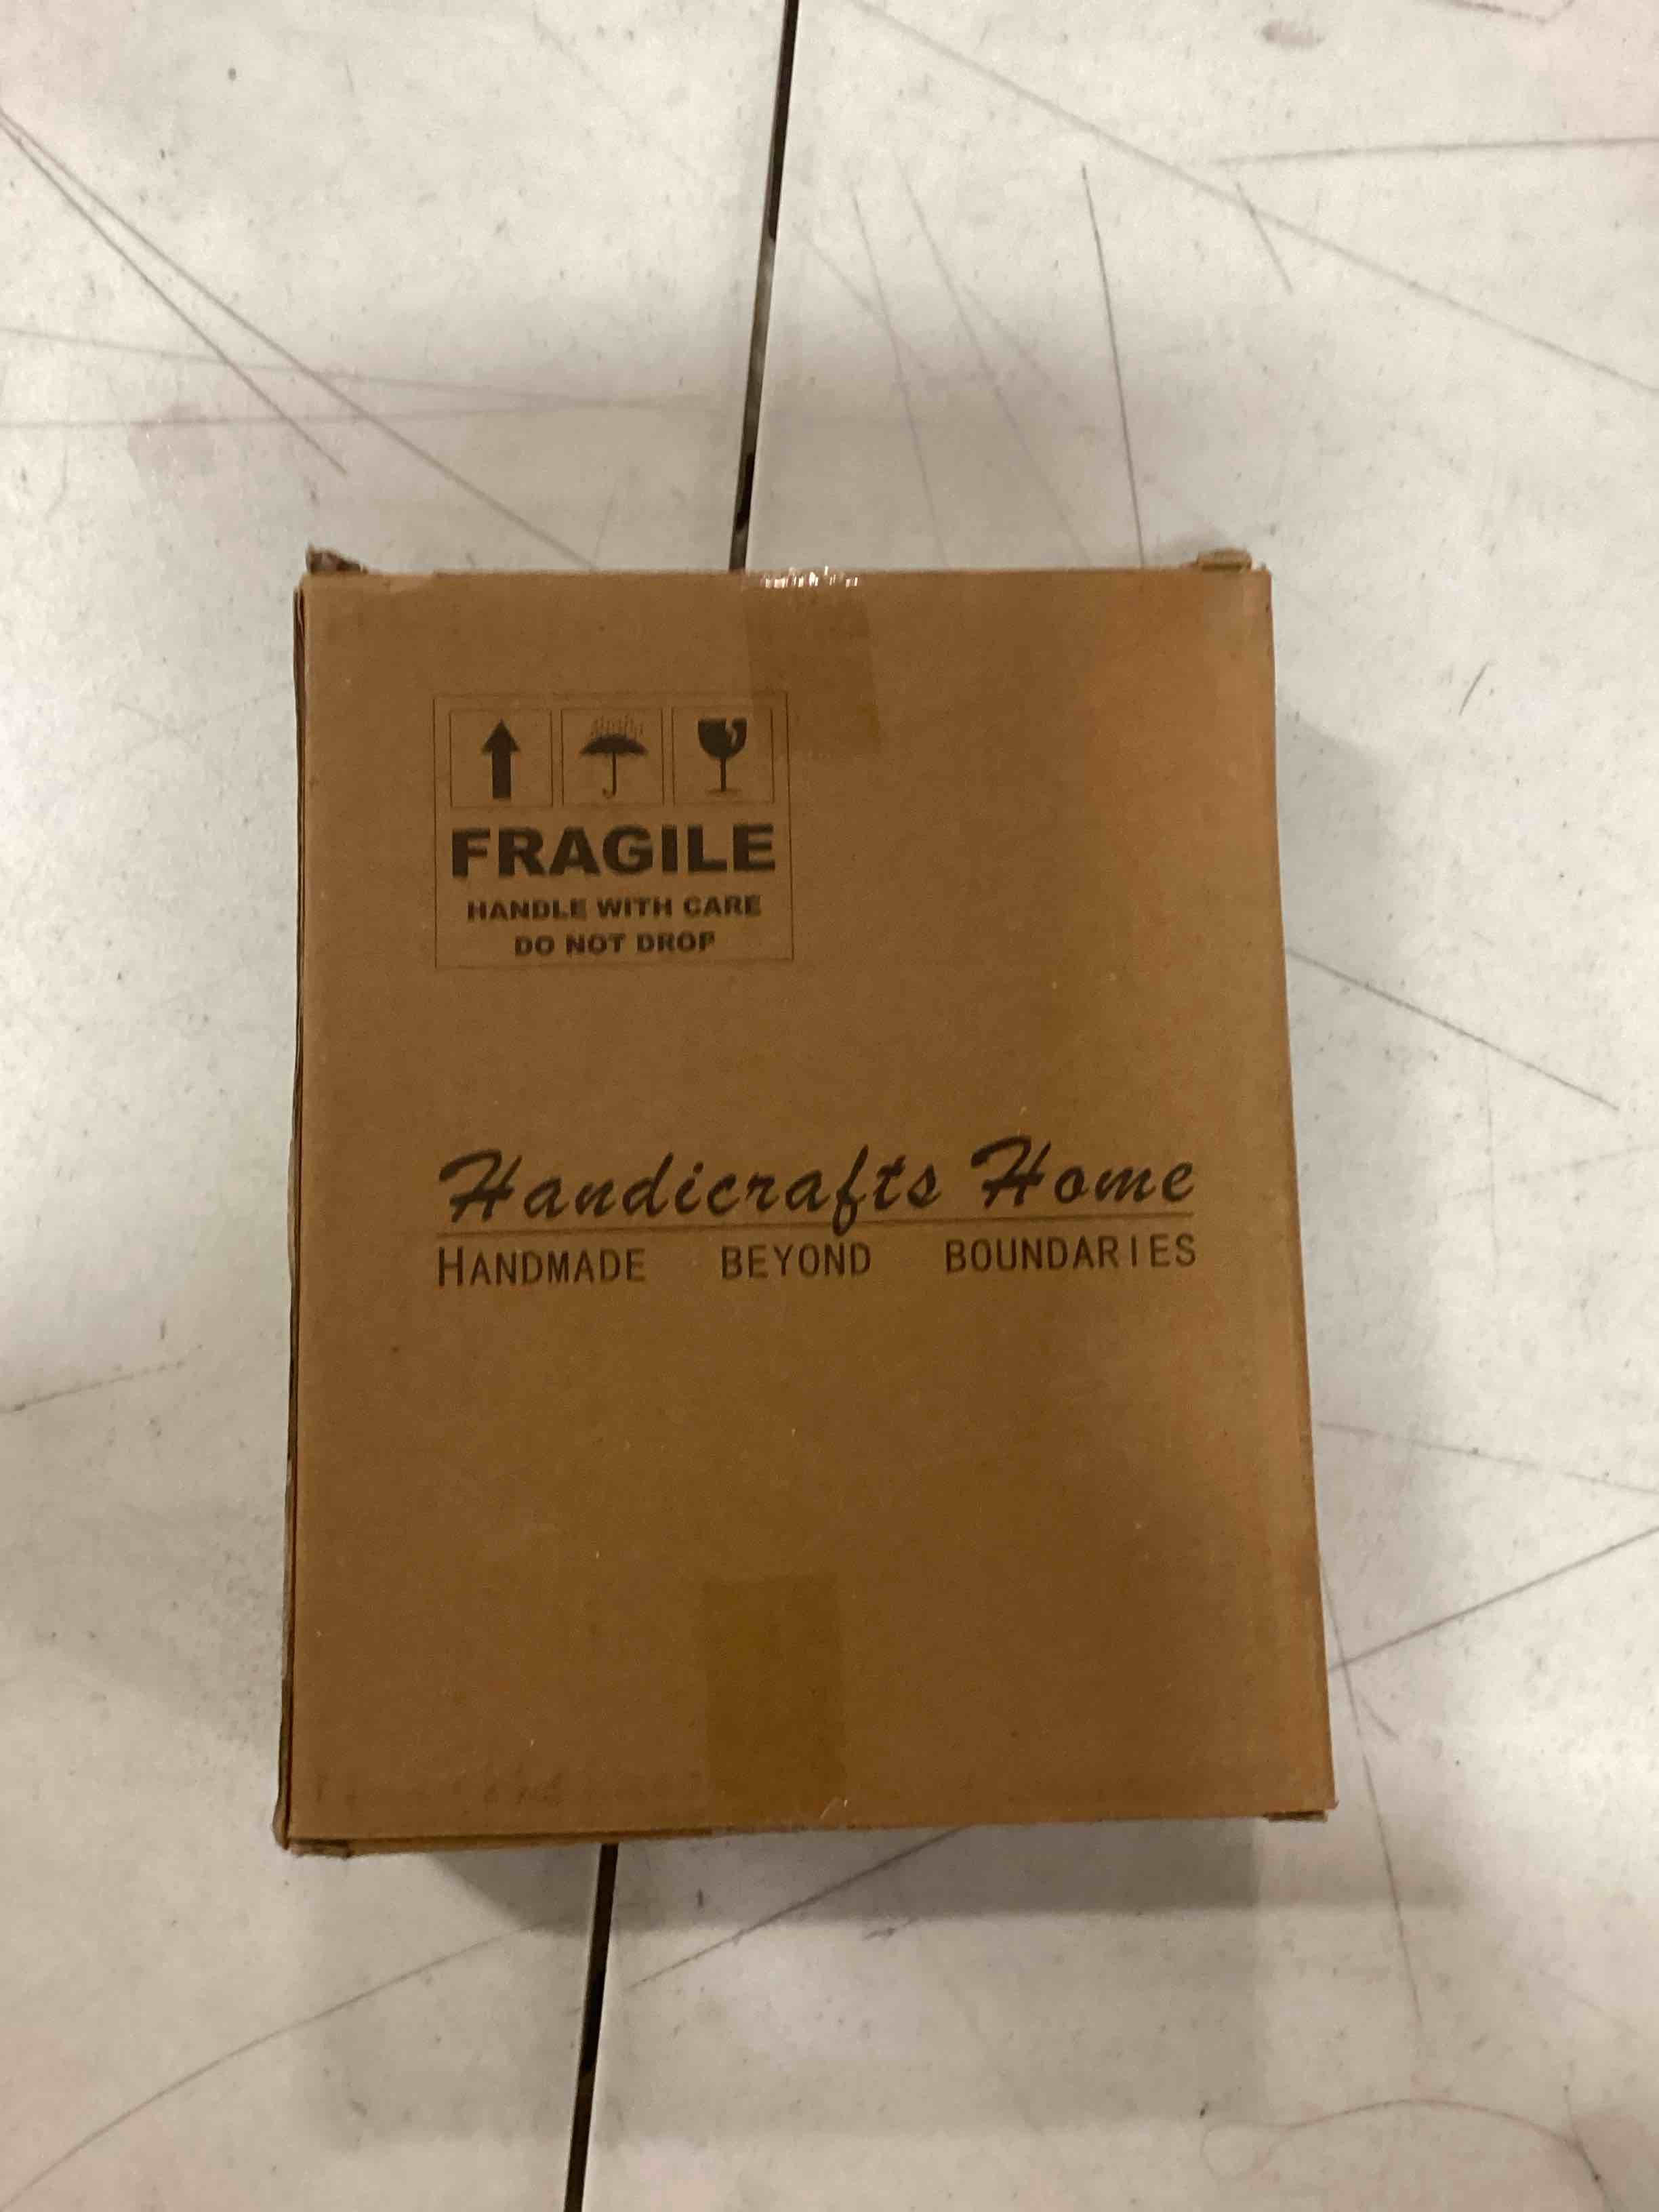 FRAGILE
HANDLE WITH CARE
DO NOT DROP
Handicrafts Home
HANDMADE BEYOND BOUNDARIES